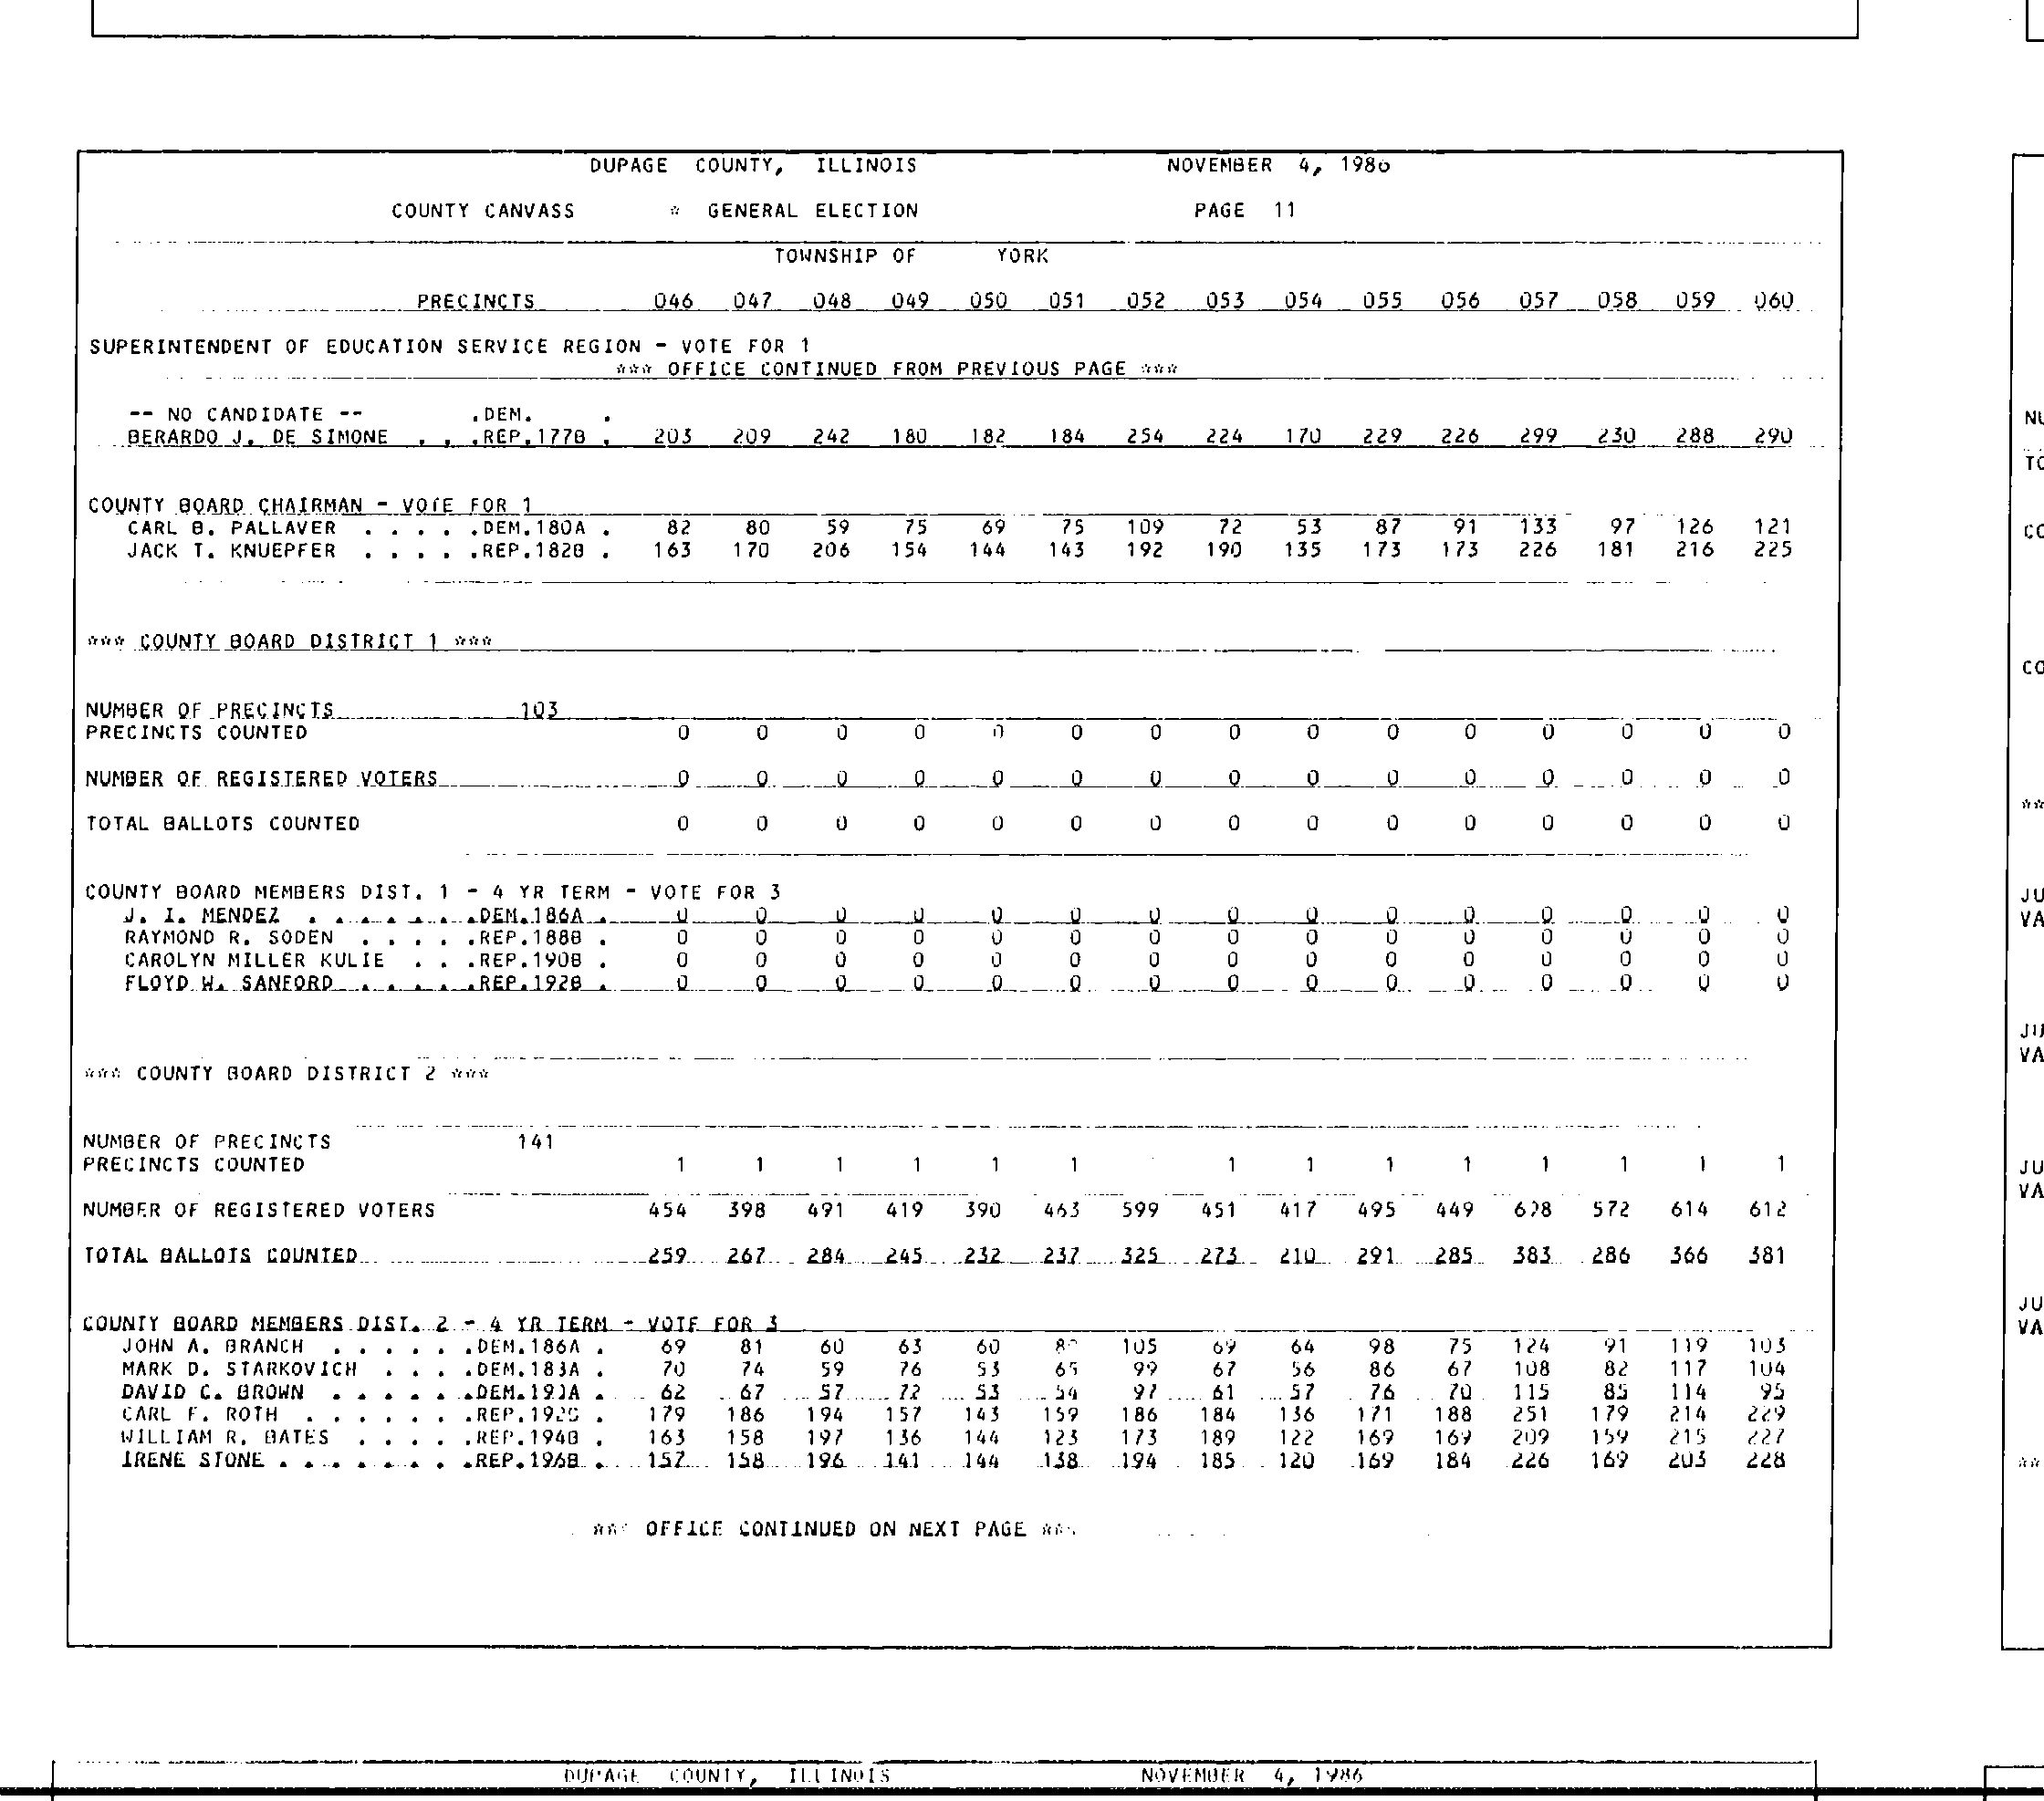 DUPAGE COUNTY, ILLINOIS NOVEMBER 4, 1986
COUNTY CANVASS * GENERAL ELECTION PAGE 11
TOWNSHIP OF YORK
PRECINCTS 046 047 048 049 050 051 052 053 054 055 056 057 058 059 060
SUPERINTENDENT OF EDUCATION SERVICE REGION - VOTE FOR 1
*** OFFICE CONTINUED FROM PREVIOUS PAGE ***
-- NO CANDIDATE -- .DEM. .
BERARDO J. DE SIMONE . . .REP.177B . 203 209 242 180 182 184 254 224 170 229 226 299 230 288 290
COUNTY BOARD CHAIRMAN - VOTE FOR 1
CARL B. PALLAVER . . . . .DEM.180A . 82 80 59 75 69 75 109 72 53 87 91 133 97 126 121
JACK T. KNUEPFER . . . . .REP.182B . 163 170 206 154 144 143 192 190 135 173 173 226 181 216 225
*** COUNTY BOARD DISTRICT 1 ***
NUMBER OF PRECINCTS 103
PRECINCTS COUNTED 0 0 0 0 0 0 0 0 0 0 0 0 0 0 0
NUMBER OF REGISTERED VOTERS 0 0 0 0 0 0 0 0 0 0 0 0 0 0 0
TOTAL BALLOTS COUNTED 0 0 0 0 0 0 0 0 0 0 0 0 0 0 0
COUNTY BOARD MEMBERS DIST. 1 - 4 YR TERM - VOTE FOR 3
J. I. MENDEZ . . . . . . .DEM.186A . 0 0 0 0 0 0 0 0 0 0 0 0 0 0 0
RAYMOND R. SODEN . . . . .REP.188B . 0 0 0 0 0 0 0 0 0 0 0 0 0 0 0
CAROLYN MILLER KULIE . . .REP.190B . 0 0 0 0 0 0 0 0 0 0 0 0 0 0 0
FLOYD W. SANFORD . . . . .REP.192B . 0 0 0 0 0 0 0 0 0 0 0 0 0 0 0
*** COUNTY BOARD DISTRICT 2 ***
NUMBER OF PRECINCTS 141
PRECINCTS COUNTED 1 1 1 1 1 1 1 1 1 1 1 1 1 1
NUMBER OF REGISTERED VOTERS 454 398 491 419 390 463 599 451 417 495 449 572 614 612
TOTAL BALLOTS COUNTED 259 267 284 245 232 237 325 273 210 291 285 383 286 366 381
COUNTY BOARD MEMBERS DIST. 2 - 4 YR TERM - VOTE FOR 3
JOHN A. BRANCH . . . . . .DEM.186A . 69 81 60 63 60 105 69 64 98 75 124 91 119 103
MARK D. STARKOVICH . . . .DEM.188A . 70 74 59 76 53 65 99 67 56 86 67 108 82 117 104
DAVID C. BROWN . . . . . .DEM.190A . 62 67 57 72 53 54 97 61 57 76 70 115 85 114 95
CARL F. ROTH . . . . . . .REP. . 179 186 194 157 143 159 186 184 136 171 188 251 179 214 229
WILLIAM R. BATES . . . . .REP.194B . 163 158 197 136 144 123 173 189 122 169 169 209 159 215 227
IRENE STONE . . . . . . . .REP.196B . 157 158 196 141 144 138 194 185 120 169 184 226 169 203 228
OFFICE CONTINUED ON NEXT PAGE
DUPAGE COUNTY, ILLINOIS NOVEMBER 4, 1986
NU
TO
CO
CO
**
JU
VA
VA
JU
VA
JU
VA
**